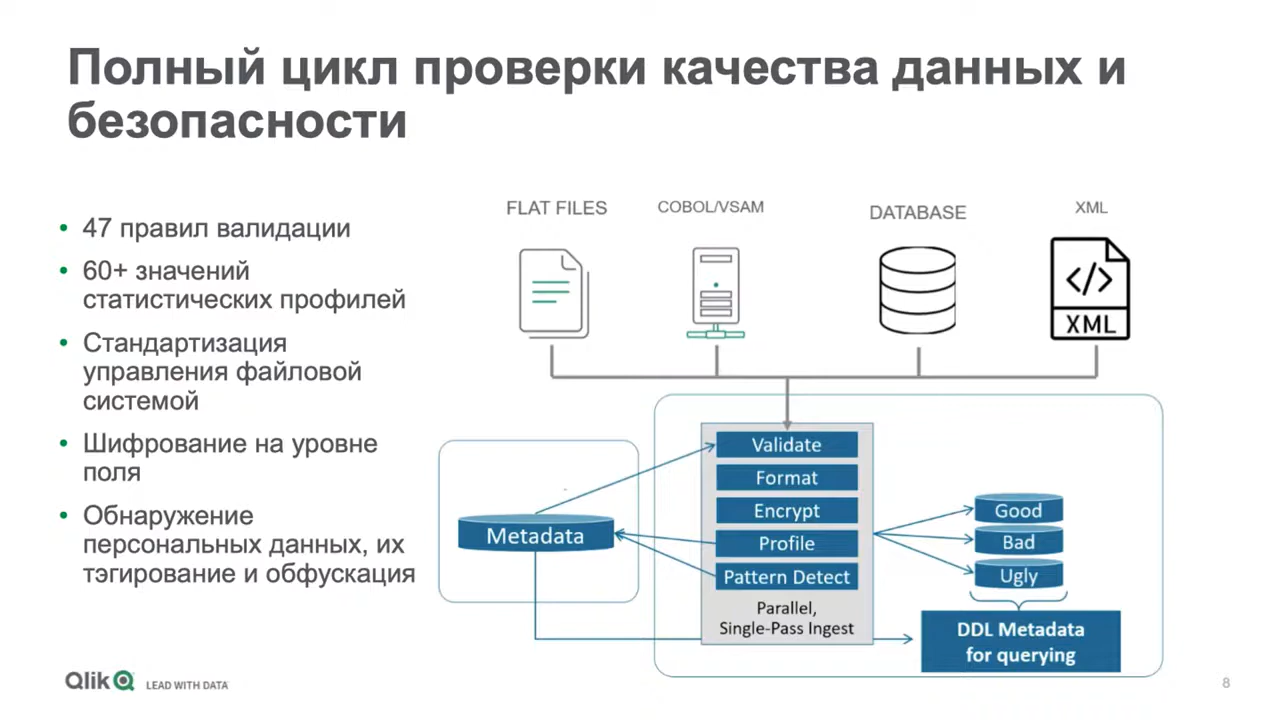 Полный цикл проверки качества данных и
безопасности
• 47 правил валидации
• 60+ значений
статистических профилей
• Стандартизация
управления файловой
системой
• Шифрование на уровне
поля
• Обнаружение
персональных данных, их
тэгирование и обфускация
FLAT FILES
COBOL/VSAM
DATABASE
XML
</>
XML
Validate
Format
Encrypt
Profile
Pattern Detect
Parallel,
Single-Pass Ingest
Metadata
Good
Bad
Ugly
DDL Metadata
for querying
Qlik
LEAD WITH DATA
8